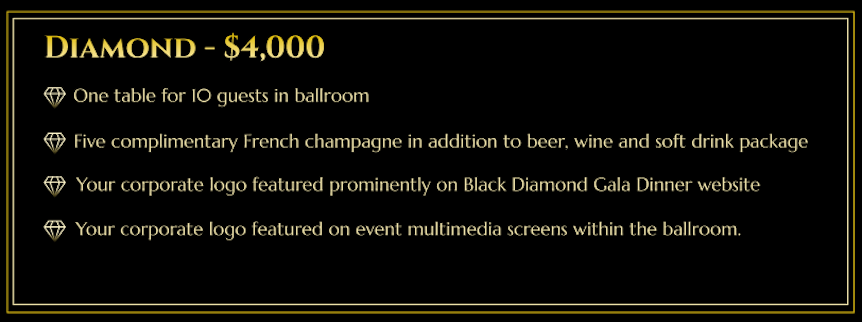 Diamond - $4,000
One table for 10 guests in ballroom
Five complimentary French champagne in addition to beer, wine and soft drink package
Your corporate logo featured prominently on Black Diamond Gala Dinner website
Your corporate logo featured on event multimedia screens within the ballroom.